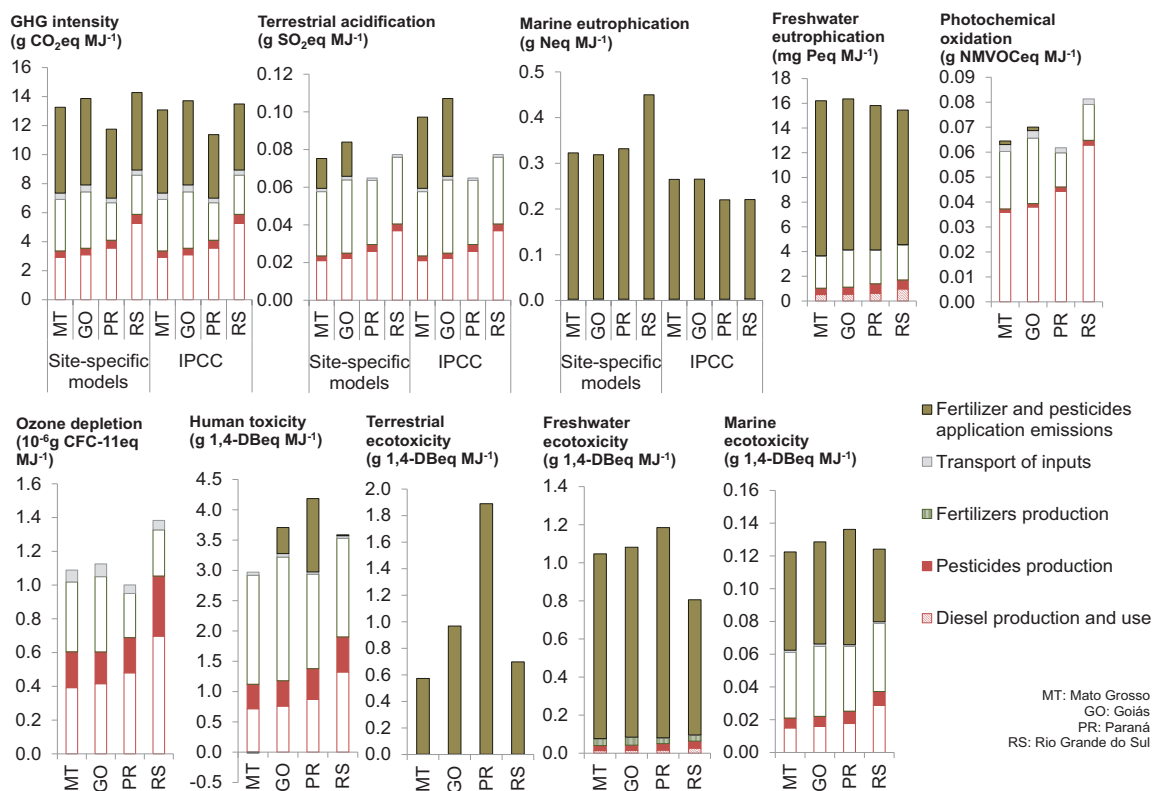 GHG intensity
(g CO₂eq MJ⁻¹)
16
14
12
10
8
6
4
2
0
MT
GO
PR
RS
MT
GO
PR
RS
Site-specific
models
IPCC
Terrestrial acidification
(g SO₂eq MJ⁻¹)
0.12
0.10
0.08
0.06
0.04
0.02
0.00
MT
GO
PR
RS
MT
GO
PR
RS
Site-specific
models
IPCC
Marine eutrophication
(g Neq MJ⁻¹)
0.5
0.4
0.3
0.2
0.1
0.0
MT
GO
PR
RS
MT
GO
PR
RS
Site-specific
models
IPCC
Freshwater
eutrophication
(mg Peq MJ⁻¹)
18
16
14
12
10
8
6
4
2
0
MT
GO
PR
RS
Photochemical
oxidation
(g NMVOCeq MJ⁻¹)
0.09
0.08
0.07
0.06
0.05
0.04
0.03
0.02
0.01
0.00
MT
GO
PR
RS
Ozone depletion
(10⁻⁶g CFC-11eq
MJ⁻¹)
1.6
1.4
1.2
1.0
0.8
0.6
0.4
0.2
0.0
MT
GO
PR
RS
Human toxicity
(g 1,4-DBeq MJ⁻¹)
4.5
4.0
3.5
3.0
2.5
2.0
1.5
1.0
0.5
0.0
-0.5
MT
GO
PR
RS
Terrestrial
ecotoxicity
(g 1,4-DBeq MJ⁻¹)
2.0
1.8
1.6
1.4
1.2
1.0
0.8
0.6
0.4
0.2
0.0
MT
GO
PR
RS
Freshwater
ecotoxicity
(g 1,4-DBeq MJ⁻¹)
1.4
1.2
1.0
0.8
0.6
0.4
0.2
0.0
MT
GO
PR
RS
Marine
ecotoxicity
(g 1,4-DBeq MJ⁻¹)
0.16
0.14
0.12
0.10
0.08
0.06
0.04
0.02
0.00
MT
GO
PR
RS
Fertilizer and pesticides
application emissions
Transport of inputs
Fertilizers production
Pesticides production
Diesel production and use
MT: Mato Grosso
GO: Goiás
PR: Paraná
RS: Rio Grande do Sul